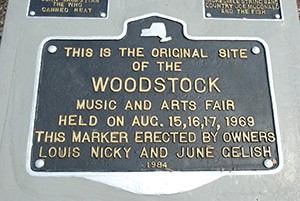 THE WHO
CANNED HEAT
COUNTRY JOE McDONALD
AND THE FISH
THIS IS THE ORIGINAL SITE
OF THE
WOODSTOCK
MUSIC AND ARTS FAIR
HELD ON AUG. 15,16,17, 1969
THIS MARKER ERECTED BY OWNERS
LOUIS NICKY AND JUNE GELISH
1984